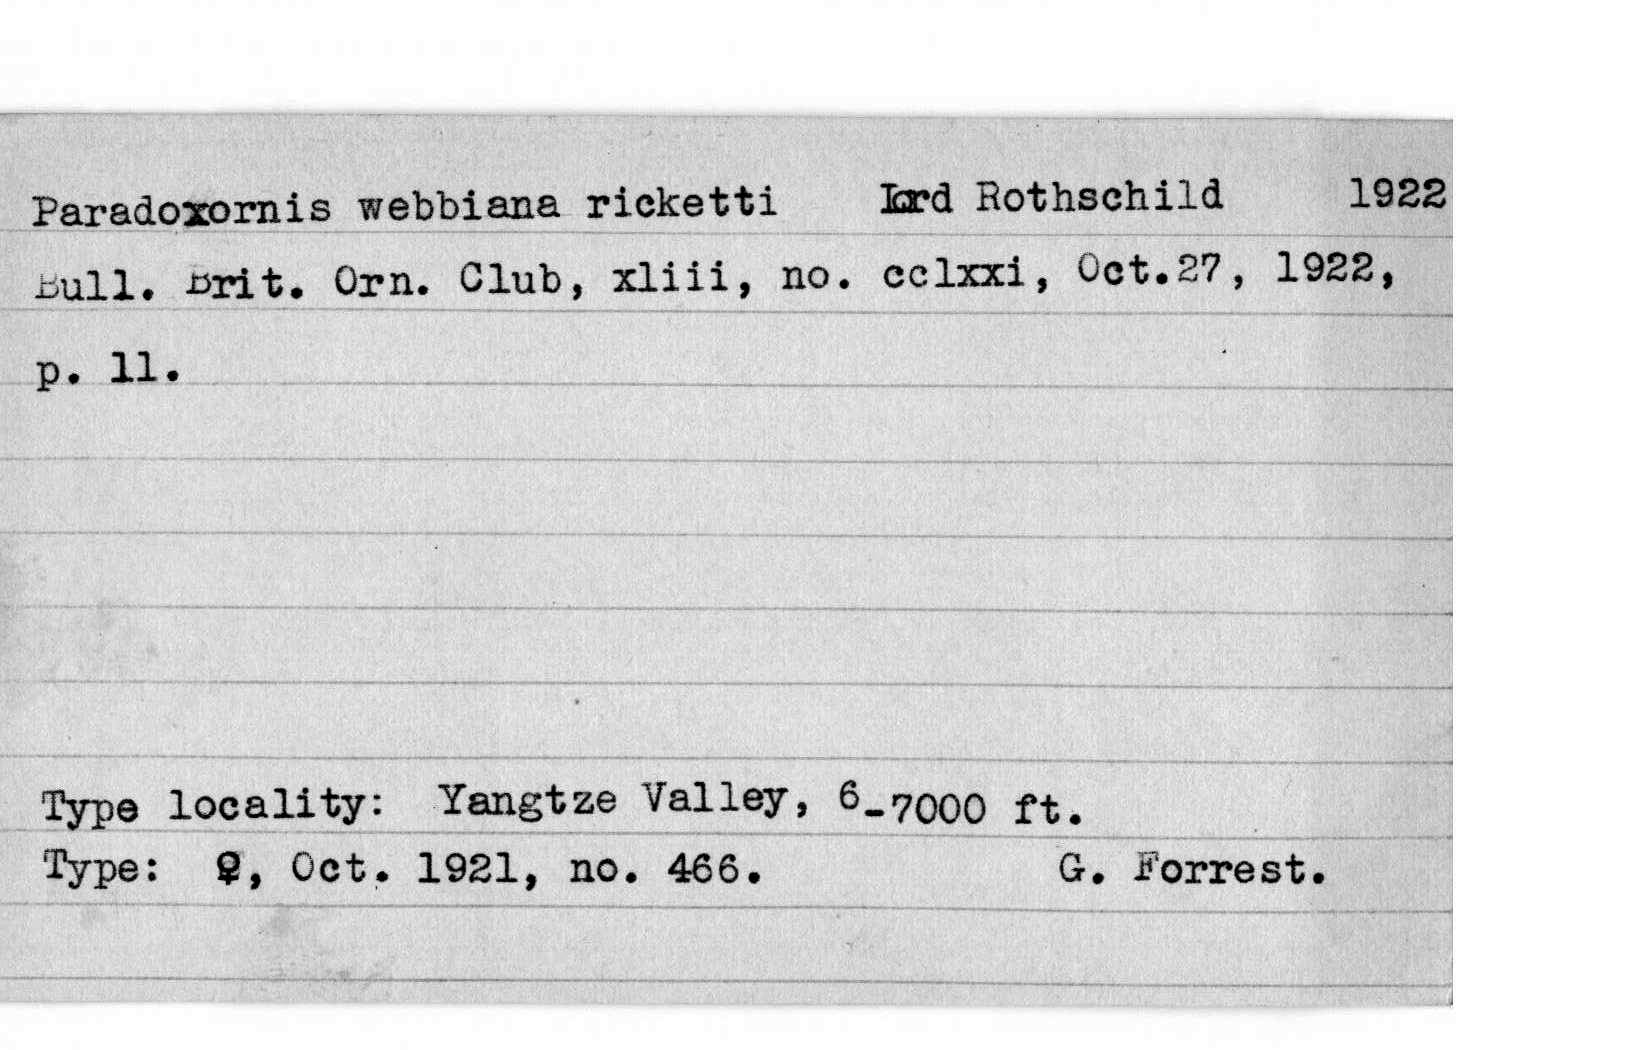 Paradoxornis webbiana ricketti Lord Rothschild 1922
Bull. Brit. Orn. Club, xliii, no. cclxxi, Oct.27, 1922,
p. 11.
Type locality: Yangtze Valley, 6-7000 ft.
Type: ♀, Oct. 1921, no. 466. G. Forrest.